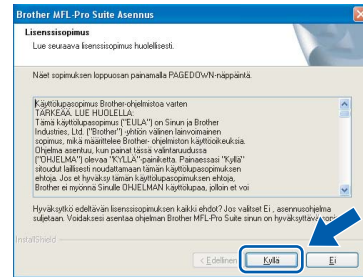 Brother MFL-Pro Suite Asennus
Lisenssisopimus
Lue seuraava lisenssisopimus huolellisesti.
Näet sopimuksen loppuosan painamalla PAGEDOWN-näppäintä.
Käyttölupasopimus Brother-ohjelmistoa varten
TÄRKEÄÄ. LUE HUOLELLA:
Tämä käyttölupasopimus ("EULA") on Sinun ja Brother
Industries, Ltd. ("Brother") -yhtiön välinen lainvoimainen
sopimus, mikä määrittelee Brother- ohjelmiston käyttöoikeuksia.
Ohjelma asentuu, kun painat tässä valintaruudussa
("OHJELMA") olevaa "KYLLÄ"-painiketta. Painaessasi "Kyllä"
sitoudut laillisesti noudattamaan tämän käyttölupasopimuksen
ehtoja. Jos et hyväksy tämän käyttölupasopimuksen ehtoja,
Brother ei myönnä Sinulle OHJELMAN käyttölupaa, jolloin et voi
Hyväksytkö edeltävän lisenssisopimuksen kaikki ehdot? Jos valitset Ei , asennusohjelma
suljetaan. Voidaksesi asentaa ohjelman Brother MFL-Pro Suite sinun on hyväksyttävä
InstallShield
< Edellinen
Kyllä
Ei